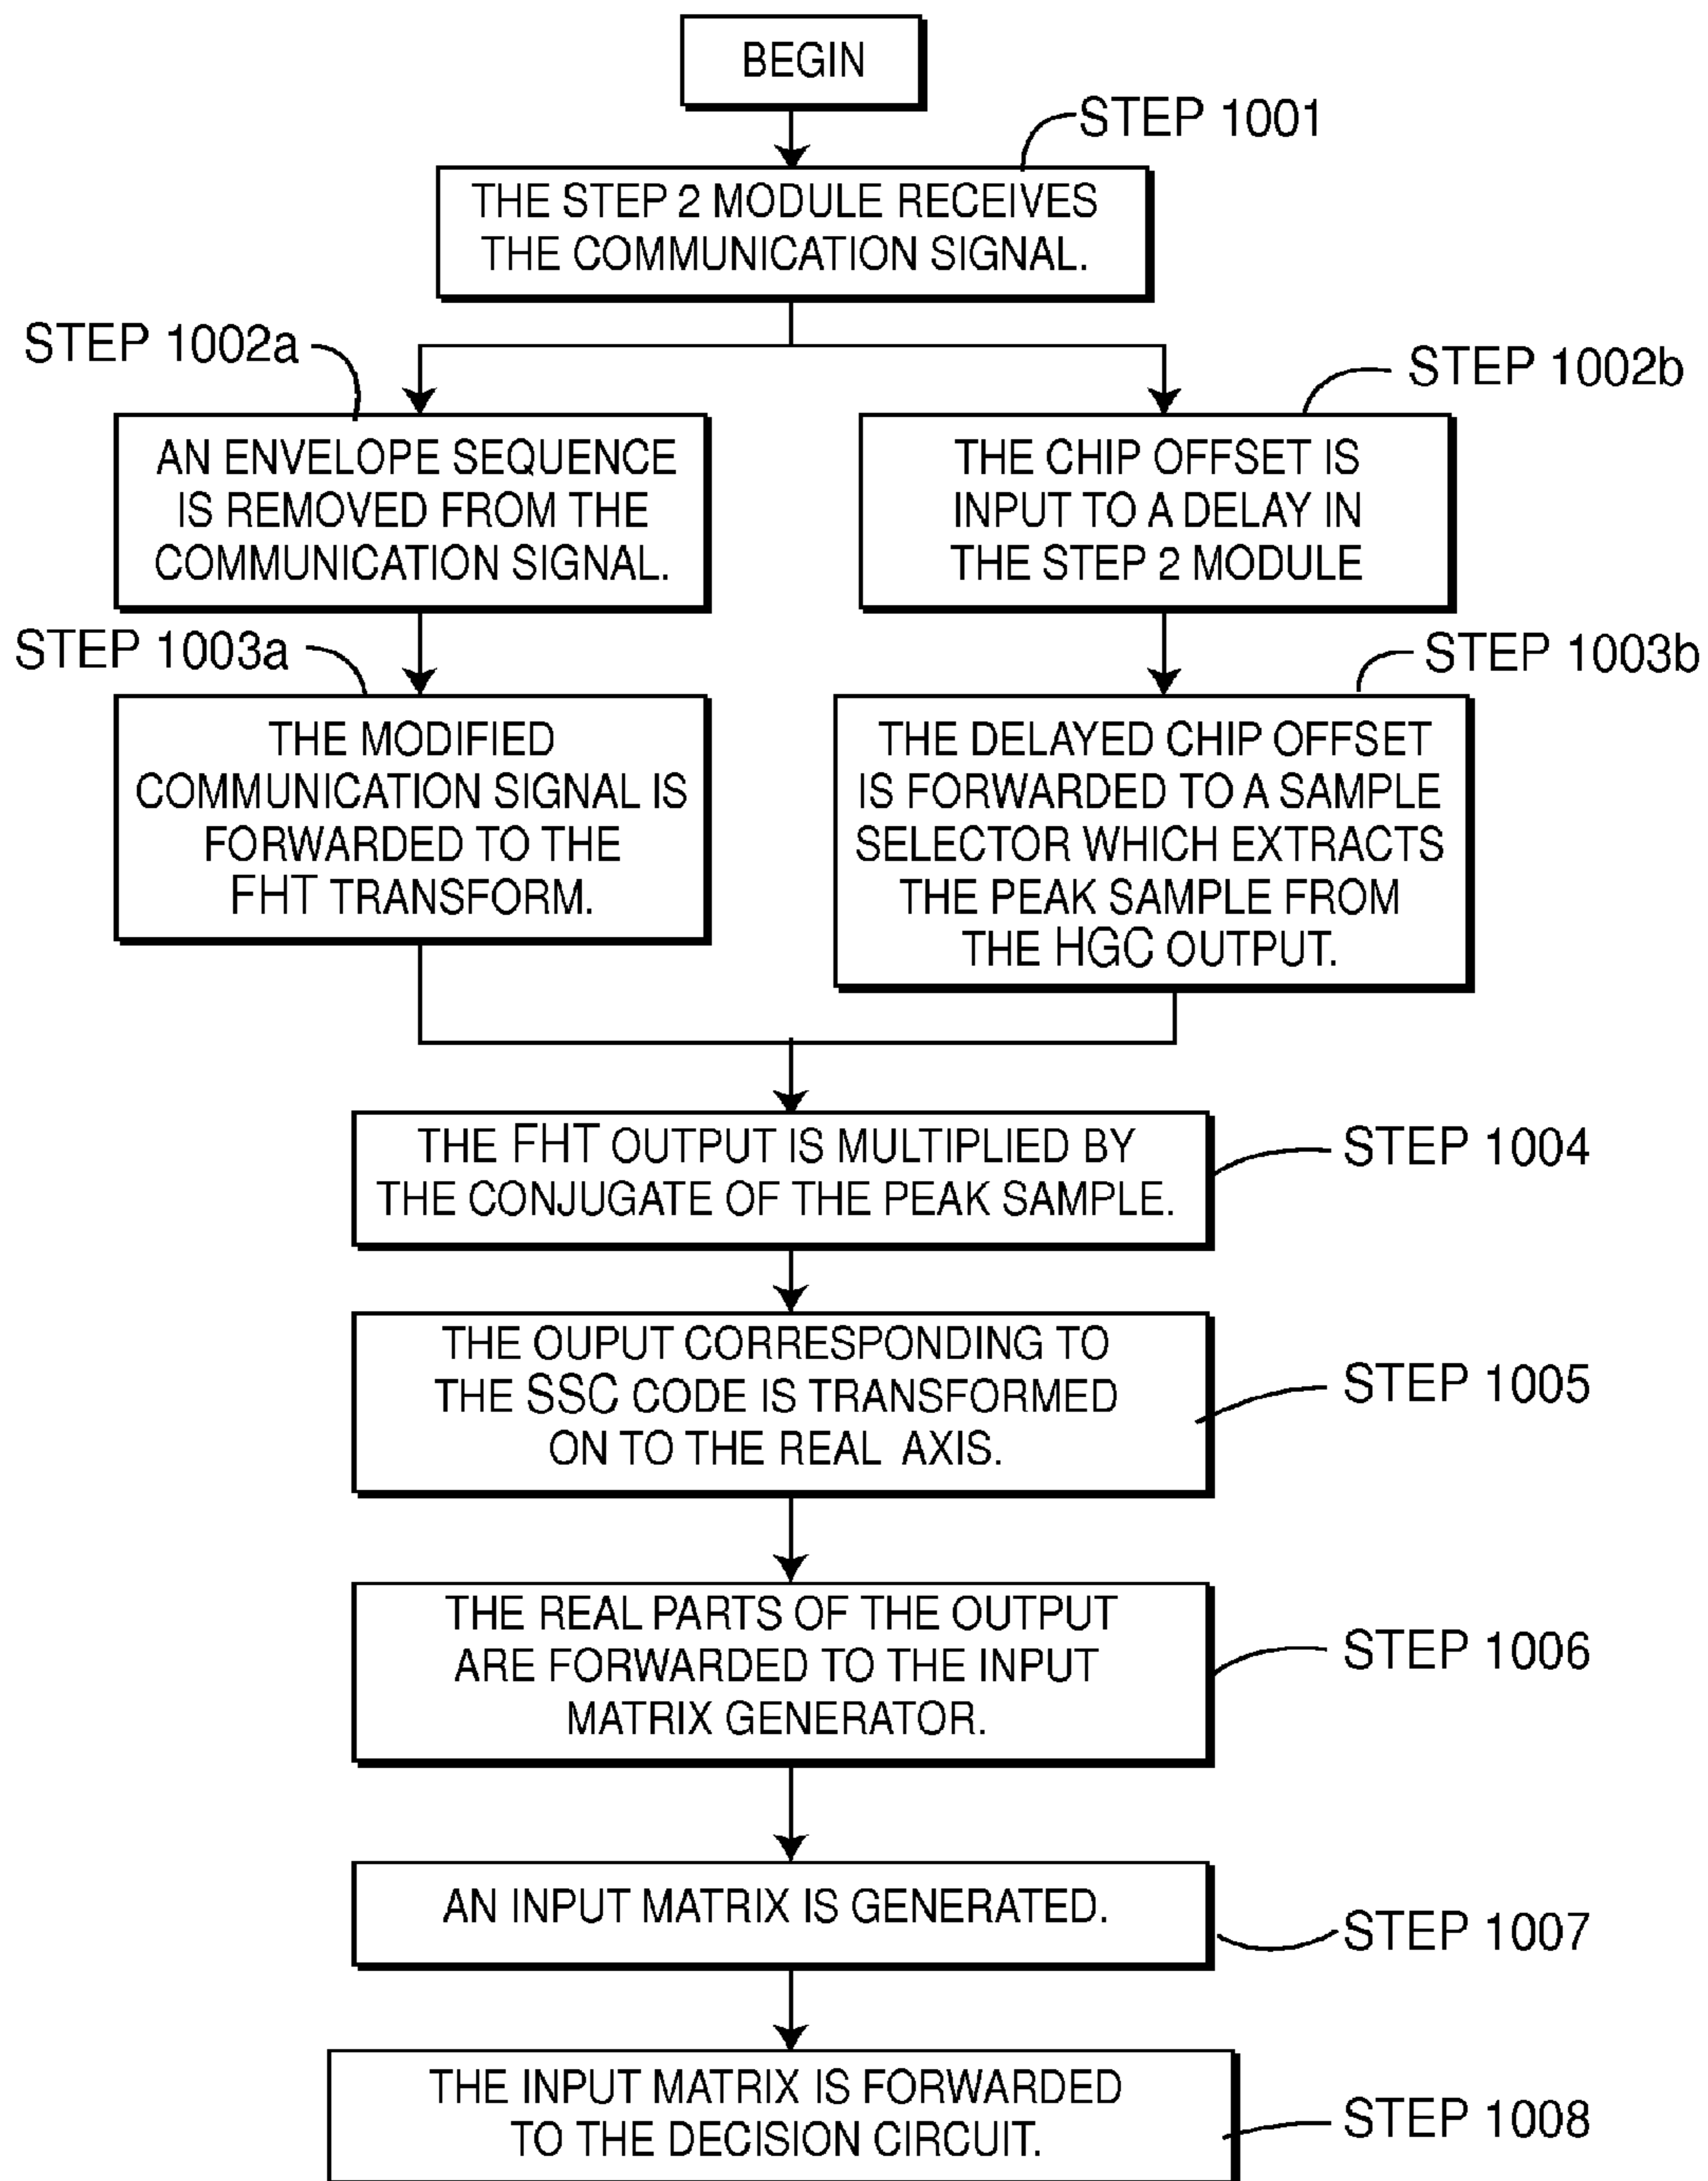 BEGIN
STEP 1001
THE STEP 2 MODULE RECEIVES
THE COMMUNICATION SIGNAL.
STEP 1002a
AN ENVELOPE SEQUENCE
IS REMOVED FROM THE
COMMUNICATION SIGNAL.
STEP 1002b
THE CHIP OFFSET IS
INPUT TO A DELAY IN
THE STEP 2 MODULE
STEP 1003a
THE MODIFIED
COMMUNICATION SIGNAL IS
FORWARDED TO THE
FHT TRANSFORM.
STEP 1003b
THE DELAYED CHIP OFFSET
IS FORWARDED TO A SAMPLE
SELECTOR WHICH EXTRACTS
THE PEAK SAMPLE FROM
THE HGC OUTPUT.
THE FHT OUTPUT IS MULTIPLIED BY
THE CONJUGATE OF THE PEAK SAMPLE.
STEP 1004
THE OUPUT CORRESPONDING TO
THE SSC CODE IS TRANSFORMED
ON TO THE REAL AXIS.
STEP 1005
THE REAL PARTS OF THE OUTPUT
ARE FORWARDED TO THE INPUT
MATRIX GENERATOR.
STEP 1006
AN INPUT MATRIX IS GENERATED.
STEP 1007
THE INPUT MATRIX IS FORWARDED
TO THE DECISION CIRCUIT.
STEP 1008